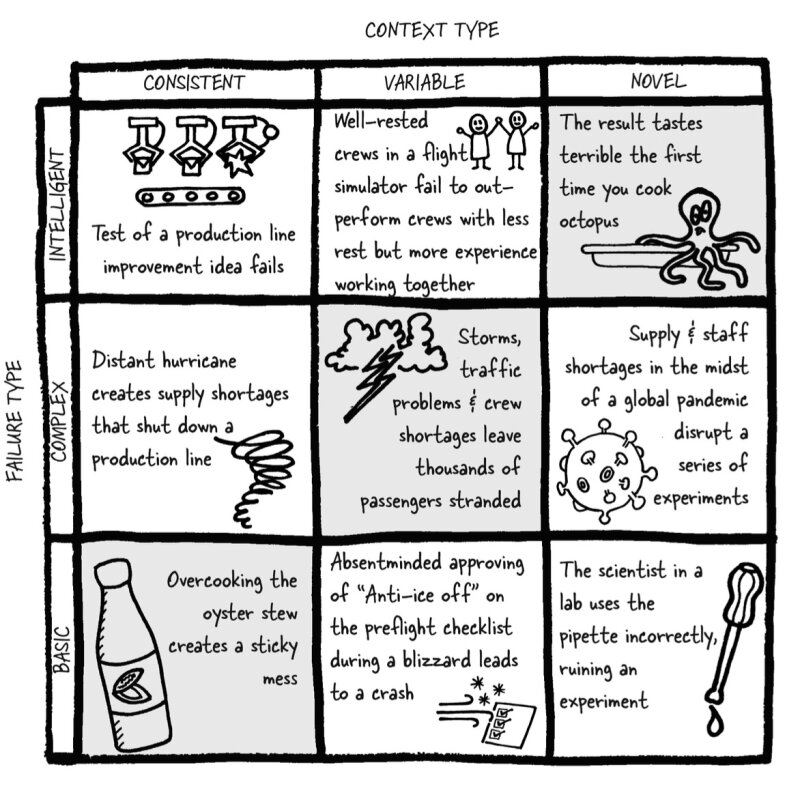 CONTEXT TYPE
CONSISTENT
VARIABLE
NOVEL
FAILURE TYPE
INTELLIGENT
Test of a production line
improvement idea fails
Well-rested
crews in a flight
simulator fail to out-
perform crews with less
rest but more experience
working together
The result tastes
terrible the first
time you cook
octopus
COMPLEX
Distant hurricane
creates supply shortages
that shut down a
production line
Storms,
traffic
problems & crew
shortages leave
thousands of
passengers stranded
Supply & staff
shortages in the midst
of a global pandemic
disrupt a
series of
experiments
BASIC
Overcooking the
oyster stew
creates a sticky
mess
Absentminded approving
of “Anti-ice off” on
the preflight checklist
during a blizzard leads
to a crash
The scientist in a
lab uses the
pipette incorrectly,
ruining an
experiment